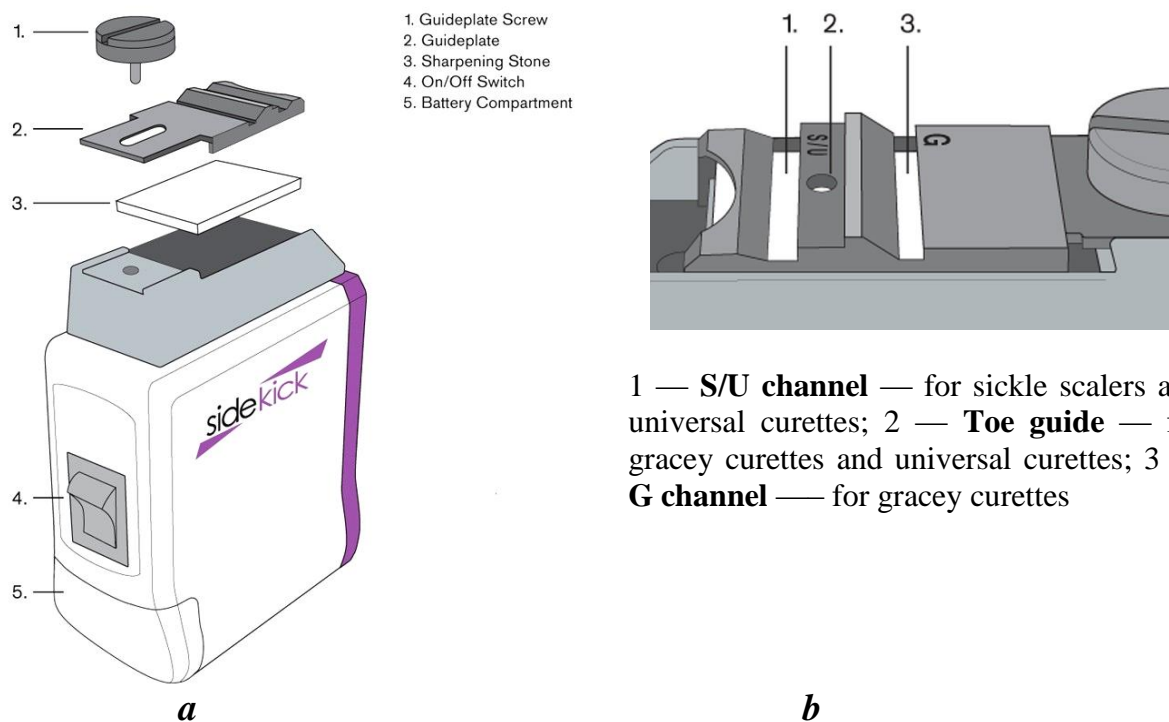 1.
2.
3.
4.
5.
1. Guideplate Screw
2. Guideplate
3. Sharpening Stone
4. On/Off Switch
5. Battery Compartment
sidekick
a
1. 2. 3.
S/U
G
1 — S/U channel — for sickle scalers a
universal curettes; 2 — Toe guide —
gracey curettes and universal curettes; 3
G channel —– for gracey curettes
b